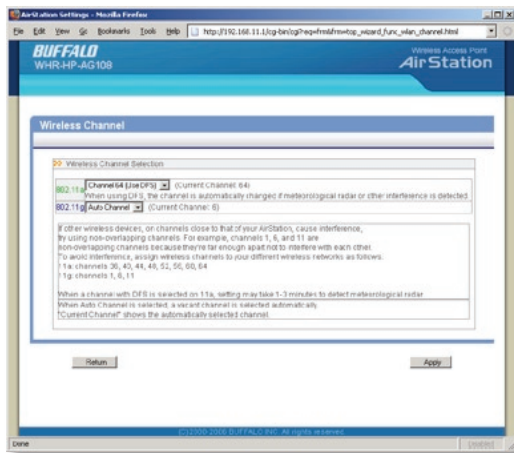 AirStation Settings - Mozilla Firefox
File Edit View Go Bookmarks Tools Help http://192.168.11.1/cg-bin/cgi?req=frm&frm=top_wizard_func_wlan_channel.html
BUFFALO
WHR-HP-AG108
Wireless Access Point
AirStation
Wireless Channel
>> Wireless Channel Selection
802.11a Channel 64 (Use DFS) (Current Channel: 64)
When using DFS, the channel is automatically changed if meteorological radar or other interference is detected.
802.11g Auto Channel (Current Channel: 6)
If other wireless devices, on channels close to that of your AirStation, cause interference,
try using non-overlapping channels. For example, channels 1, 6, and 11 are
non-overlapping channels because they're far enough apart not to interfere with each other.
To avoid interference, assign wireless channels to your different wireless networks as follows:
11a: channels 36, 40, 44, 48, 52, 56, 60, 64
11g: channels 1, 6, 11
When a channel with DFS is selected on 11a, setting may take 1-3 minutes to detect meteorological radar.
When Auto Channel is selected, a vacant channel is selected automatically.
"Current Channel" shows the automatically selected channel.
Return Apply
(C)2000-2006 BUFFALO INC. All rights reserved.
Done Disabled